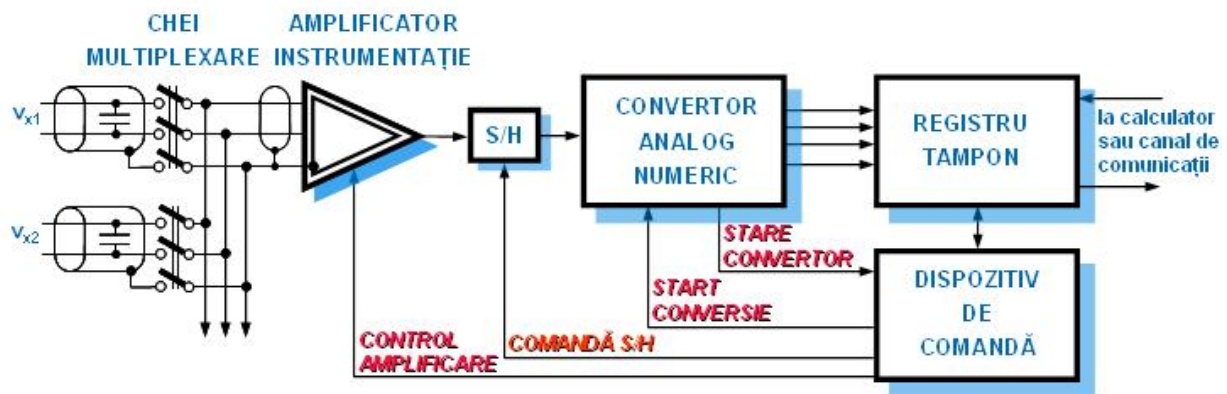 CHEI
MULTIPLEXARE
AMPLIFICATOR
INSTRUMENTAȚIE
Vx1
S/H
CONVERTOR
ANALOG
NUMERIC
REGISTRU
TAMPON
la calculator
sau canal de
comunicații
Vx2
STARE
CONVERTOR
START
CONVERSIE
DISPOZITIV
DE
COMANDĂ
CONTROL
AMPLIFICARE
COMANDĂ S/H